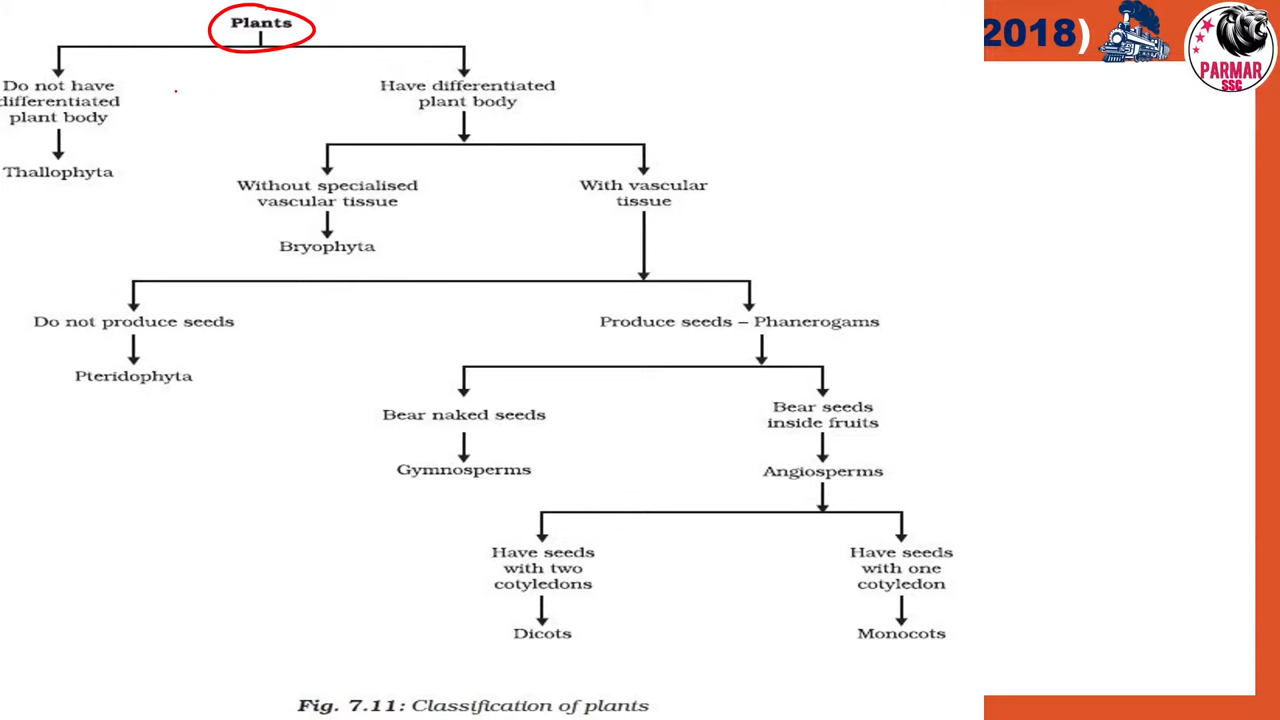 Plants
2018)
PARMAR
SSC
Do not have
differentiated
plant body
Have differentiated
plant body
Thallophyta
Without specialised
vascular tissue
With vascular
tissue
Bryophyta
Do not produce seeds
Produce seeds – Phanerogams
Pteridophyta
Bear naked seeds
Bear seeds
inside fruits
Gymnosperms
Angiosperms
Have seeds
with two
cotyledons
Have seeds
with one
cotyledon
Dicots
Monocots
Fig. 7.11: Classification of plants